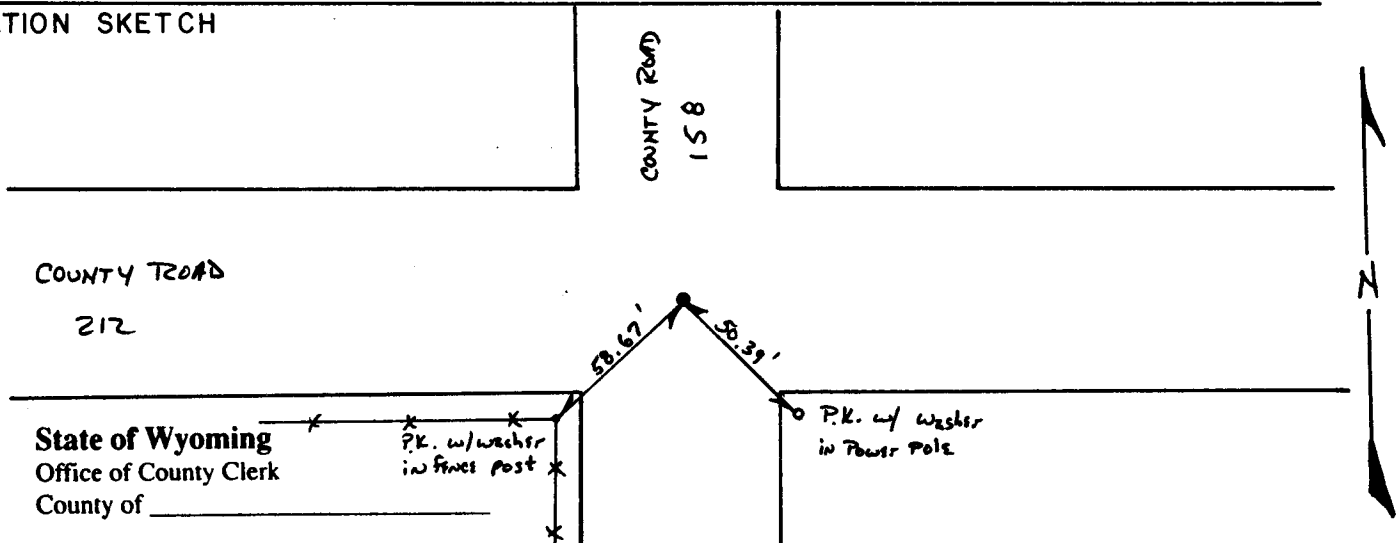 TION SKETCH
COUNTY ROAD
158
COUNTY ROAD
212
N
58.67'
50.39'
State of Wyoming
Office of County Clerk
County of
P.K. w/washer
in fence post
P.K. w/ washer
in Power Pole